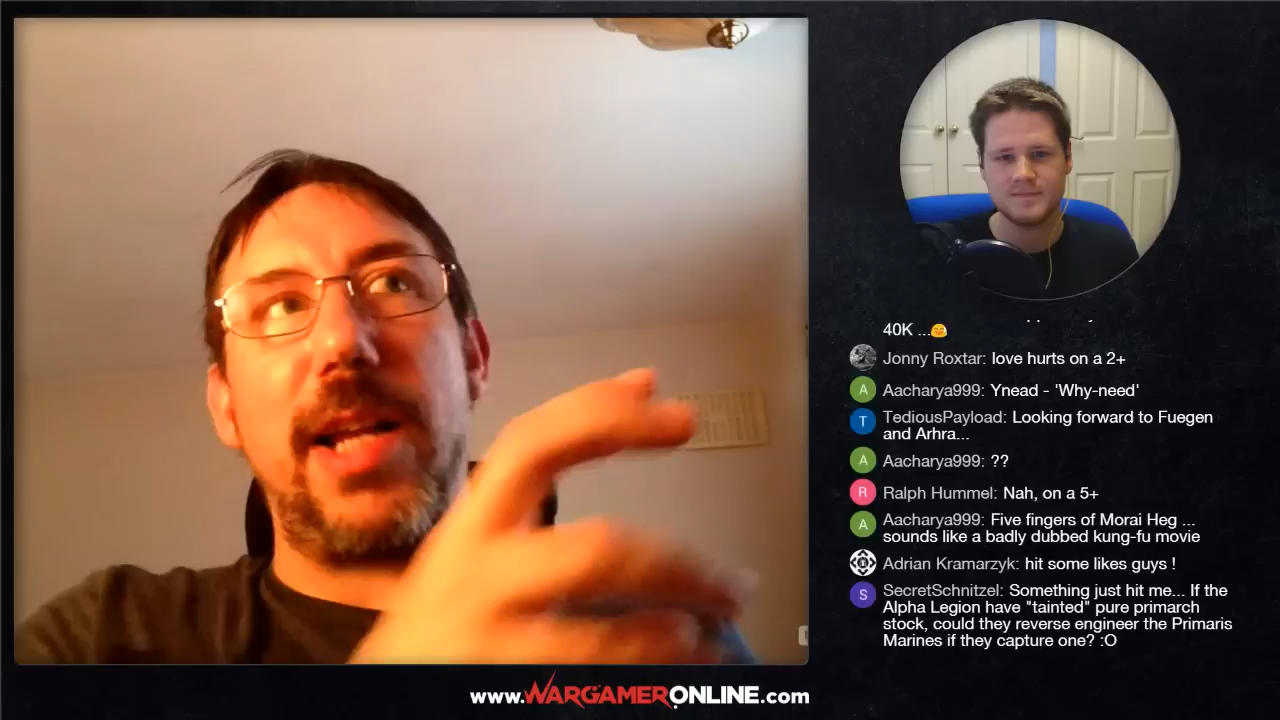 40K ...
Jonny Roxtar: love hurts on a 2+
A
Aacharya999: Ynead - 'Why-need'
T
TediousPayload: Looking forward to Fuegen
and Arhra...
A
Aacharya999: ??
R
Ralph Hummel: Nah, on a 5+
A
Aacharya999: Five fingers of Morai Heg ...
sounds like a badly dubbed kung-fu movie
Adrian Kramarzyk: hit some likes guys !
S
SecretSchnitzel: Something just hit me... If the
Alpha Legion have "tainted" pure primarch
stock, could they reverse engineer the Primaris
Marines if they capture one? :O
www.WARGAMERONLINE.com